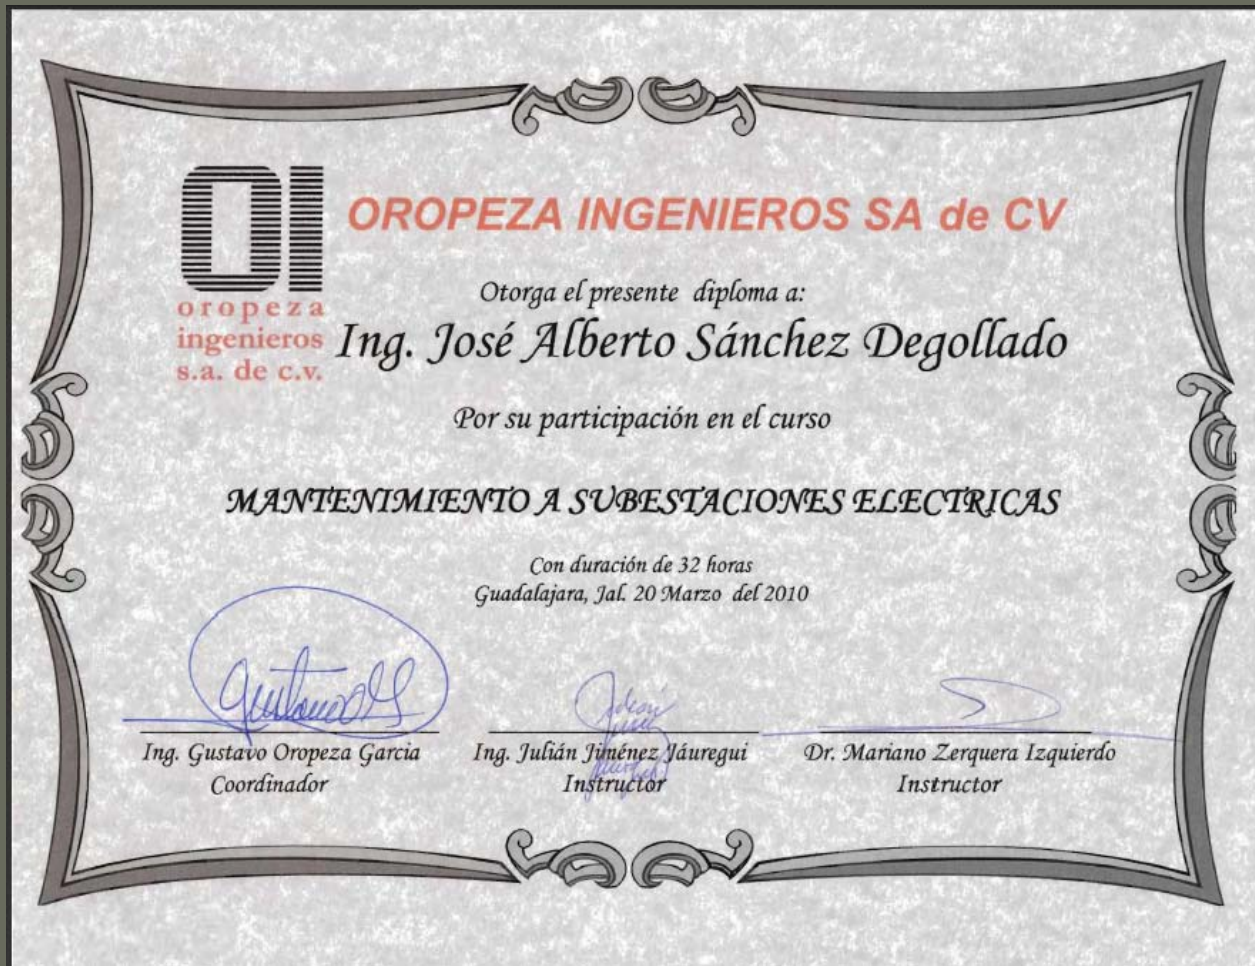 OI
oropeza
ingenieros
s.a. de c.v.
OROPEZA INGENIEROS SA de CV
Otorga el presente diploma a:
Ing. José Alberto Sánchez Degollado
Por su participación en el curso
MANTENIMIENTO A SUBESTACIONES ELECTRICAS
Con duración de 32 horas
Guadalajara, Jal. 20 Marzo del 2010
Ing. Gustavo Oropeza Garcia
Coordinador
Ing. Julián Jiménez Jáuregui
Instructor
Dr. Mariano Zerquera Izquierdo
Instructor